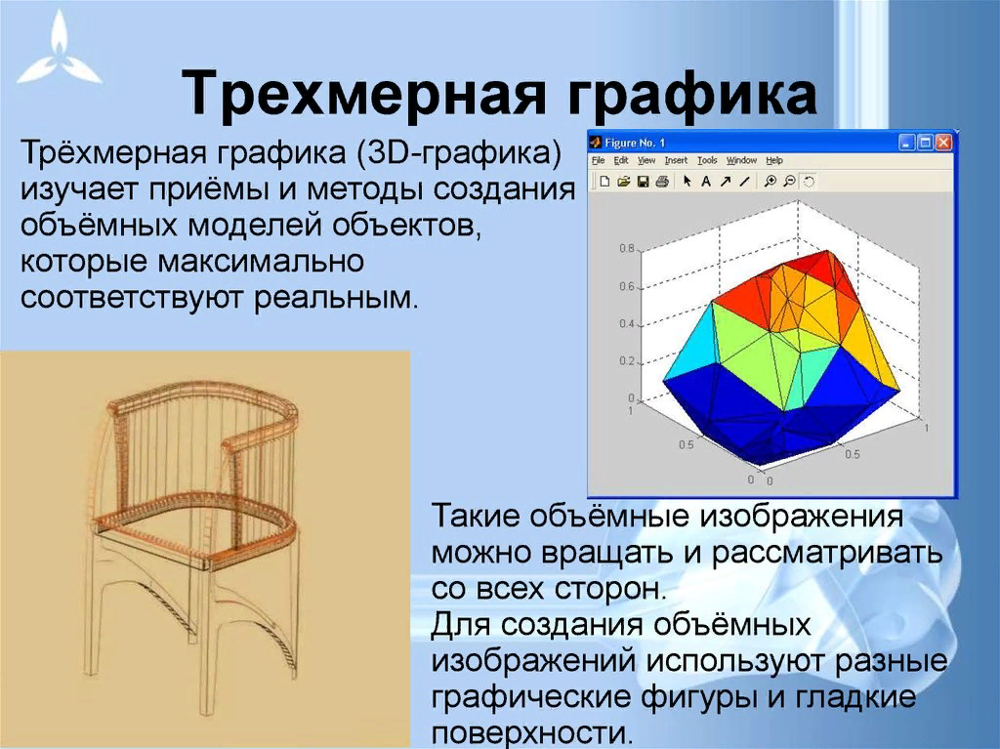 Трехмерная графика
Трёхмерная графика (3D-графика)
изучает приёмы и методы создания
объёмных моделей объектов,
которые максимально
соответствуют реальным.
Figure No. 1
File Edit View Insert Tools Window Help
A
0.8
0.6
0.4
0.2
0
1
0.5
0
0
0.5
1
Такие объёмные изображения
можно вращать и рассматривать
со всех сторон.
Для создания объёмных
изображений используют разные
графические фигуры и гладкие
поверхности.